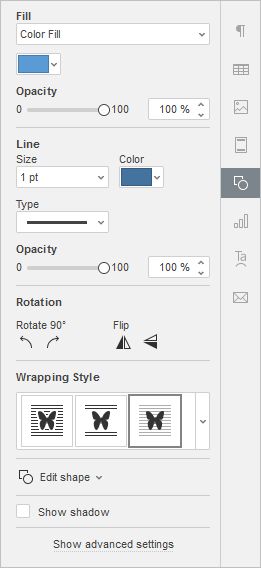 Fill
Color Fill
Opacity
0 100 100 %
Line
Size Color
1 pt
Type
Opacity
0 100 100 %
Rotation
Rotate 90° Flip
Wrapping Style
Edit shape
Show shadow
Show advanced settings
Ta